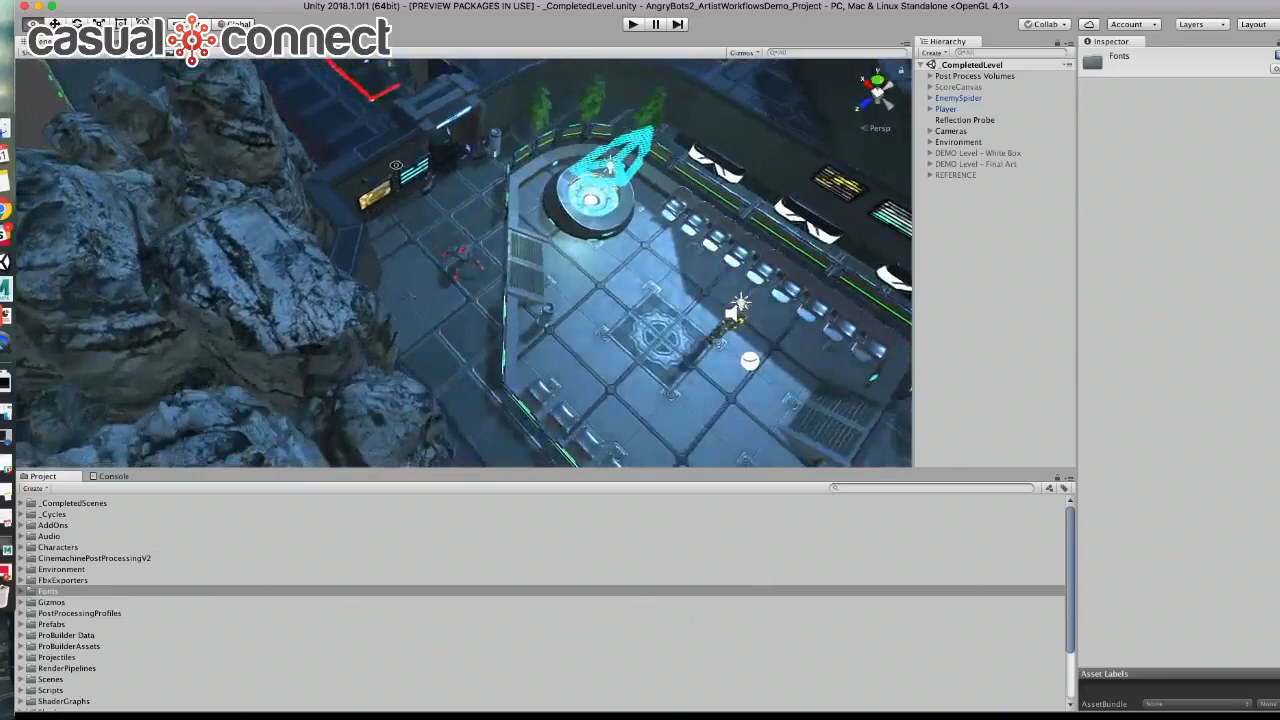 Unity 2018.1.0f1 (64bit) - [PREVIEW PACKAGES IN USE] - _CompletedLevel.unity - AngryBots2_ArtistWorkflowsDemo_Project - PC, Mac & Linux Standalone <OpenGL 4.1>
casual connect
Global
Collab
Account
Layers
Layout
Gizmos
All
y
x
z
Persp
Hierarchy
Create
All
_CompletedLevel
Post Process Volumes
ScoreCanvas
EnemySpider
Player
Reflection Probe
Cameras
Environment
DEMO Level - White Box
DEMO Level - Final Art
REFERENCE
Inspector
Fonts
Project
Console
Create
_CompletedScenes
_Cycles
AddOns
Audio
Characters
CinemachinePostProcessingV2
Environment
FbxExporters
Fonts
Gizmos
PostProcessingProfiles
Prefabs
ProBuilder Data
ProBuilderAssets
Projectiles
RenderPipelines
Scenes
Scripts
ShaderGraphs
Asset Labels
AssetBundle
None
None